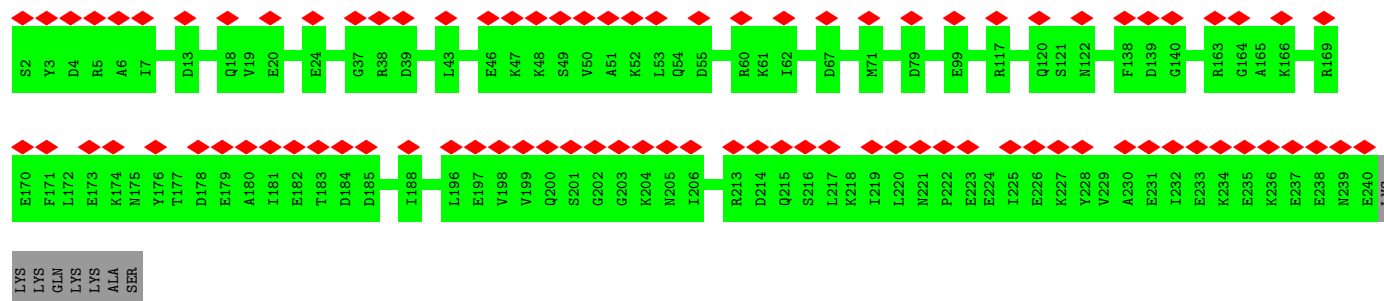 S2 Y3 D4 R5 A6 I7 D13 Q18 V19 E20 E24 G37 R38 D39 L43 E46 K47 K48 S49 V50 A51 K52 L53 Q54 D55 R60 K61 I62 D67 M71 D79 E99 R117 Q120 S121 N122 F138 D139 G140 R163 G164 A165 K166 R169
E170 F171 L172 E173 K174 N175 Y176 T177 D178 E179 A180 I181 E182 T183 D184 D185 I188 L196 E197 V198 V199 Q200 S201 G202 G203 K204 N205 I206 R213 D214 Q215 S216 L217 K218 I219 L220 N221 P222 E223 E224 I225 E226 K227 Y228 V229 A230 E231 I232 E233 K234 E235 K236 E237 E238 N239 E240
LYS LYS GLN LYS LYS ALA SER